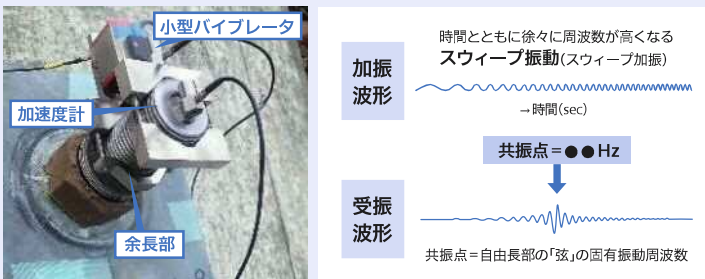 小型バイブレータ
加速度計
余長部
時間とともに徐々に周波数が高くなる
スウィープ振動(スウィープ加振)
加振
波形
→時間(sec)
共振点=●●Hz
受振
波形
共振点=自由長部の「弦」の固有振動周波数